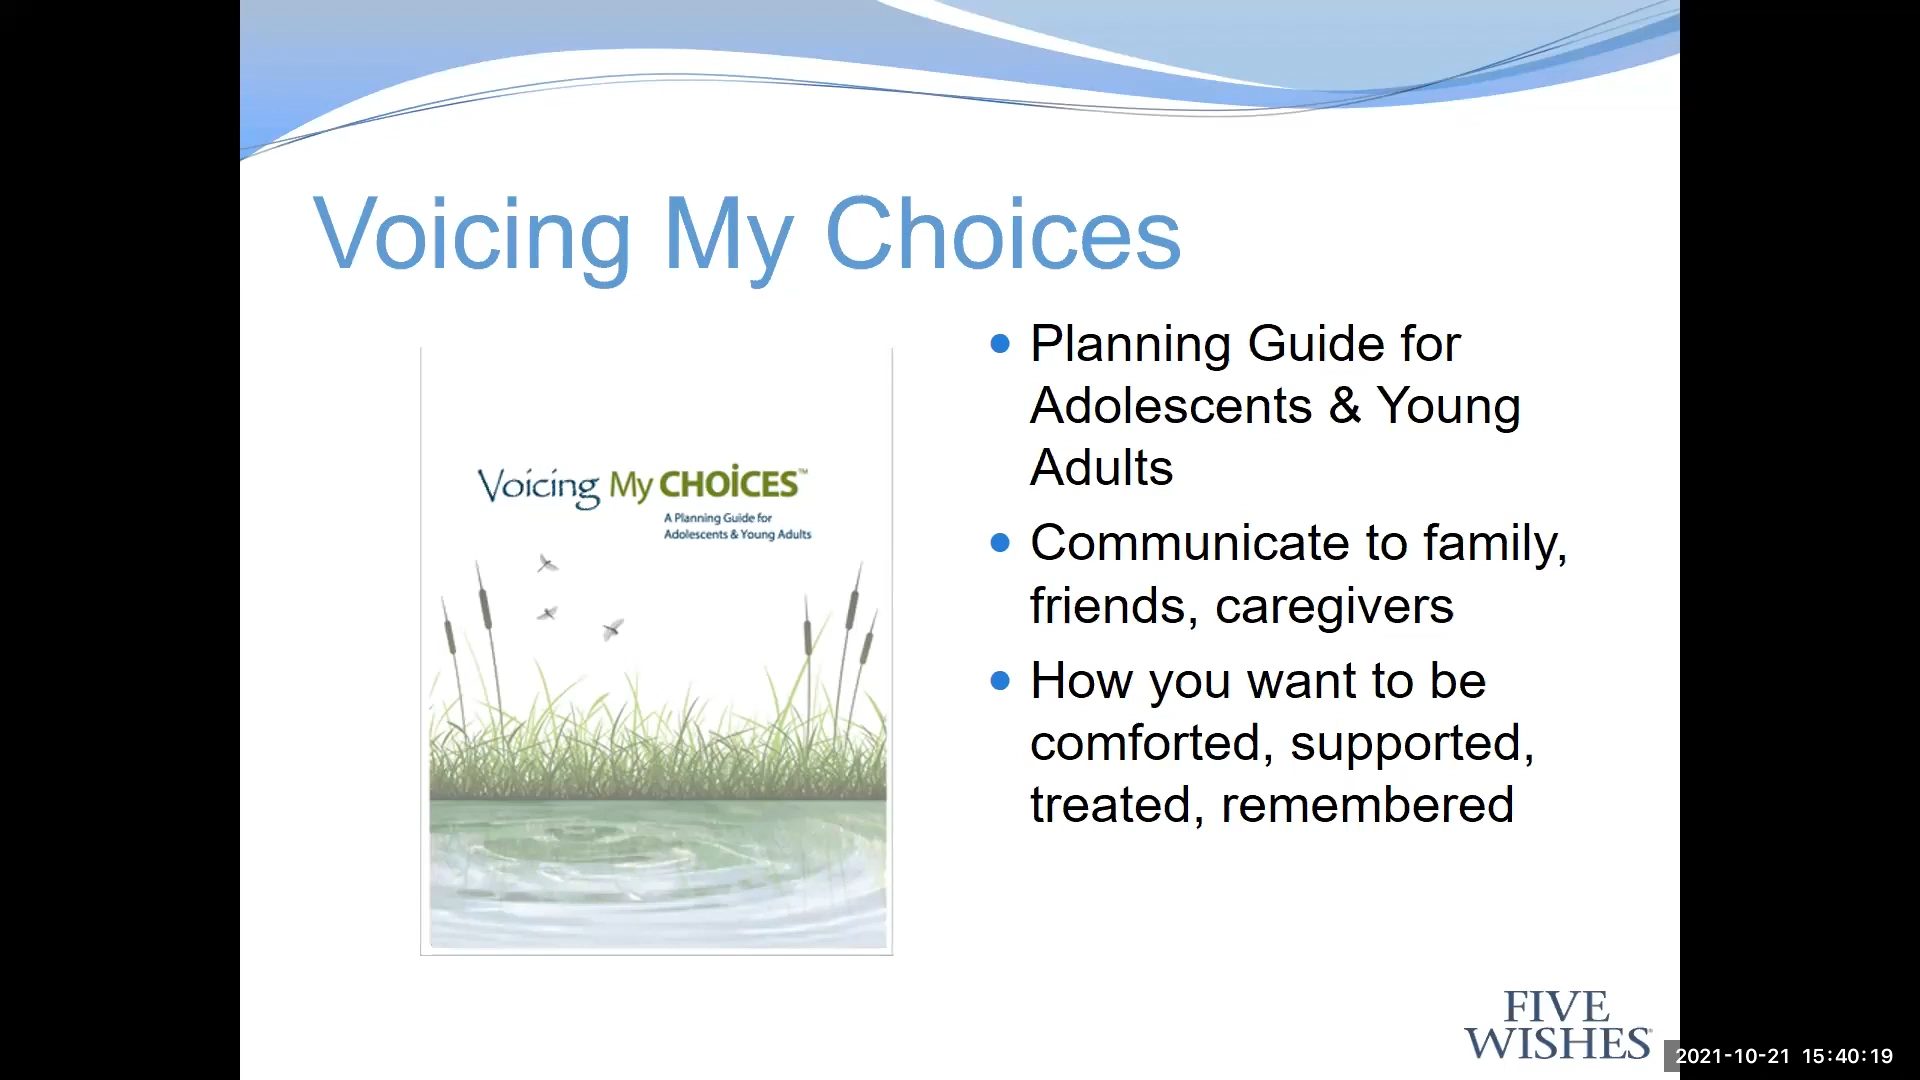 Voicing My Choices
Voicing My CHOiCES™
A Planning Guide for
Adolescents & Young Adults
• Planning Guide for
Adolescents & Young
Adults
• Communicate to family,
friends, caregivers
• How you want to be
comforted, supported,
treated, remembered
FIVE
WISHES®
2021-10-21 15:40:19